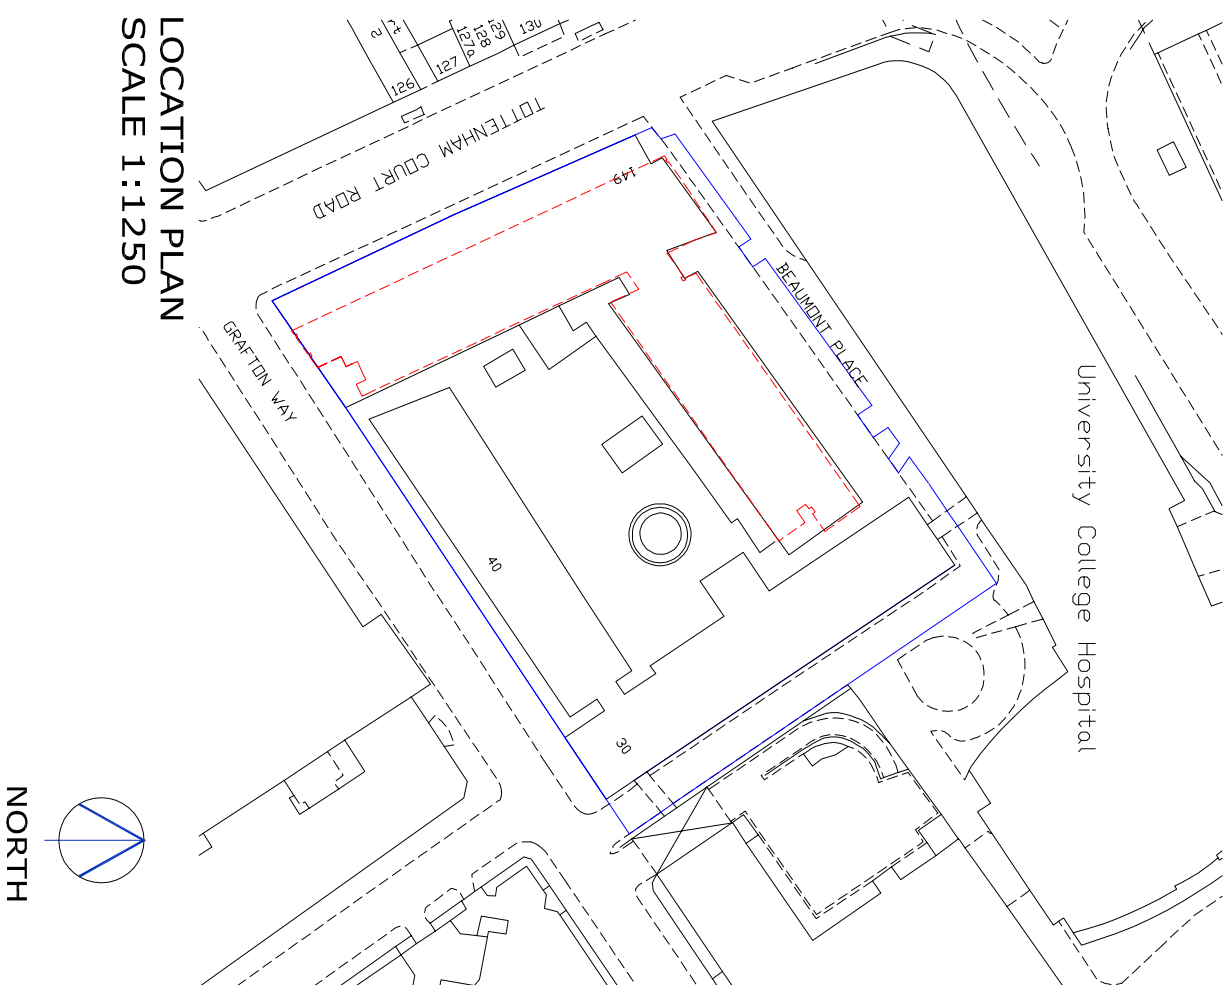 LOCATION PLAN
SCALE 1:1250
126
127
127a
128
129
130
TOTTENHAM COURT ROAD
149
GRAFTON WAY
BEAUMONT PLACE
University College Hospital
40
30
NORTH